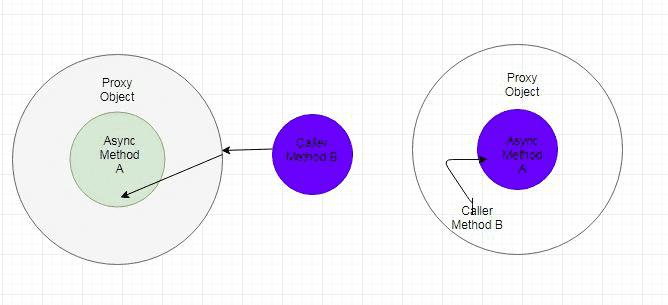 Proxy
Object
Async
Method
A
Caller
Method B
Proxy
Object
Async
Method
A
Caller
Method B